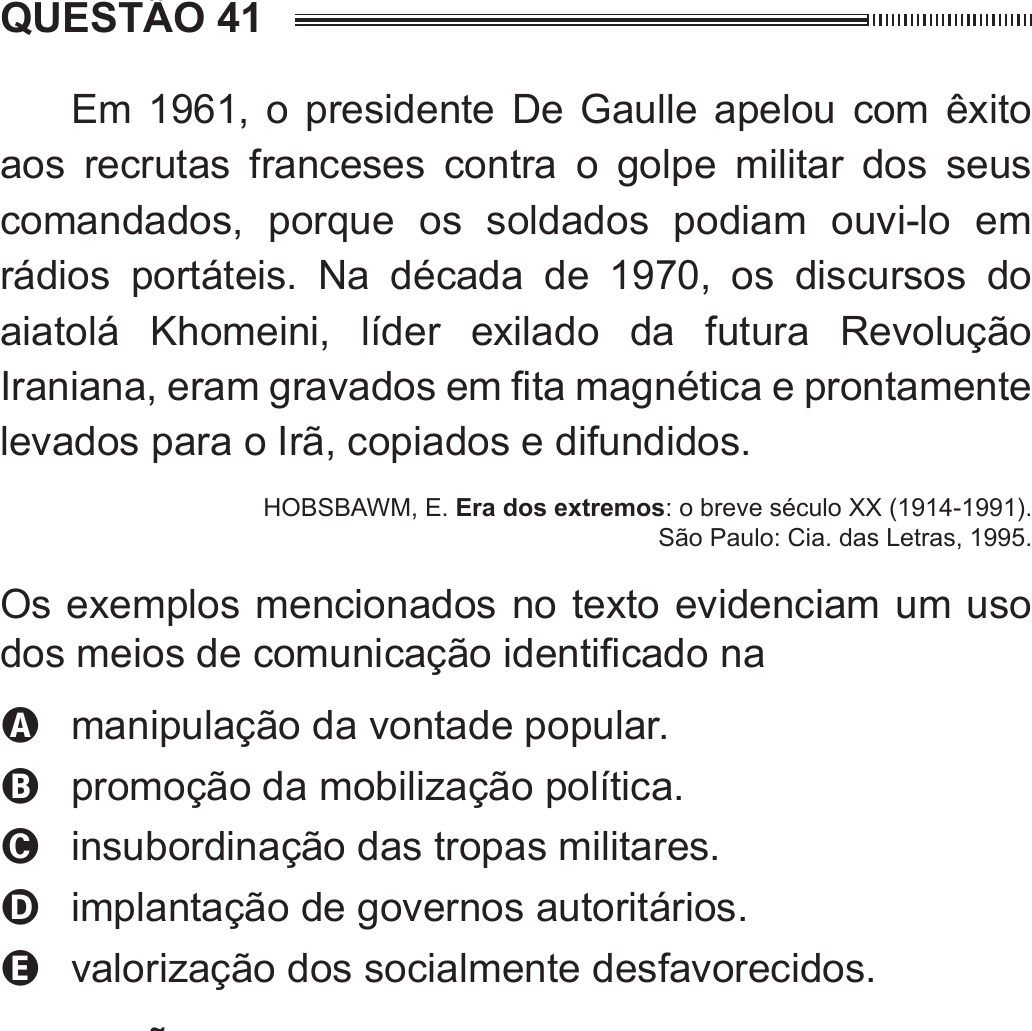 QUESTÃO 41
Em 1961, o presidente De Gaulle apelou com êxito
aos recrutas franceses contra o golpe militar dos seus
comandados, porque os soldados podiam ouvi-lo em
rádios portáteis. Na década de 1970, os discursos do
aiatolá Khomeini, líder exilado da futura Revolução
Iraniana, eram gravados em fita magnética e prontamente
levados para o Irã, copiados e difundidos.
HOBSBAWM, E. Era dos extremos: o breve século XX (1914-1991).
São Paulo: Cia. das Letras, 1995.
Os exemplos mencionados no texto evidenciam um uso
dos meios de comunicação identificado na
A manipulação da vontade popular.
B promoção da mobilização política.
C insubordinação das tropas militares.
D implantação de governos autoritários.
E valorização dos socialmente desfavorecidos.